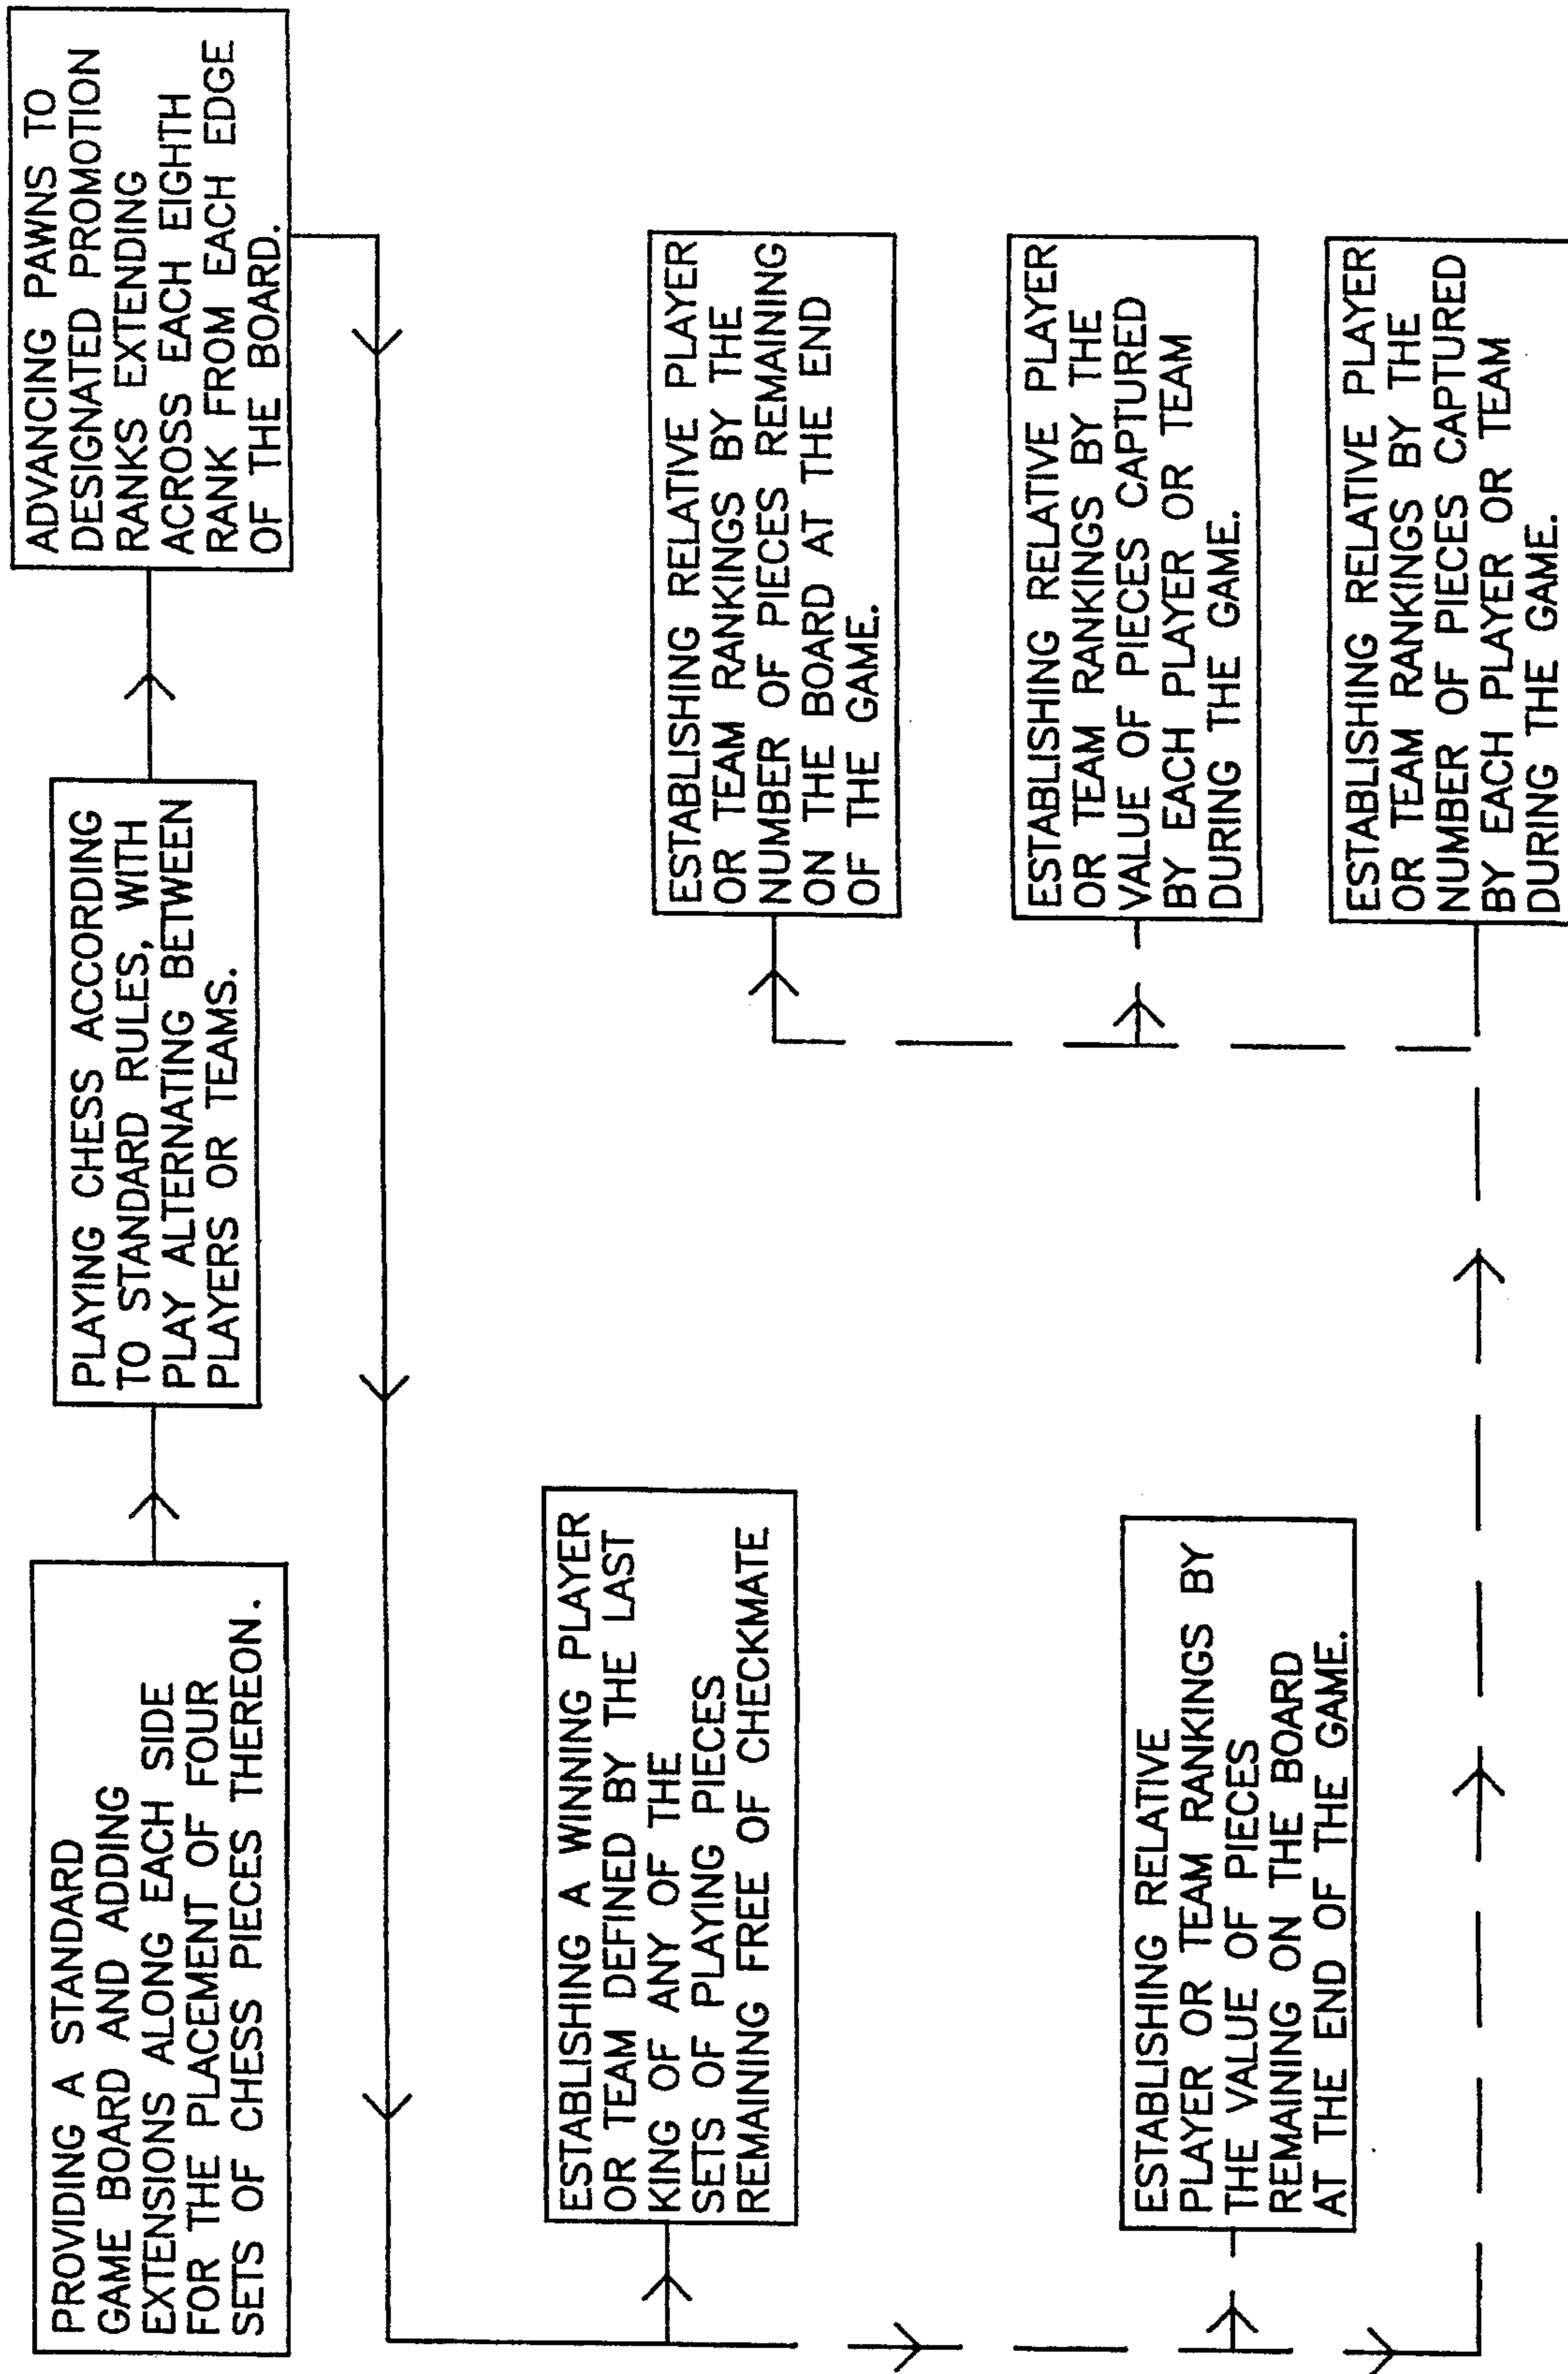 PROVIDING A STANDARD
GAME BOARD AND ADDING
EXTENSIONS ALONG EACH SIDE
FOR THE PLACEMENT OF FOUR
SETS OF CHESS PIECES THEREON.
PLAYING CHESS ACCORDING
TO STANDARD RULES, WITH
PLAY ALTERNATING BETWEEN
PLAYERS OR TEAMS.
ADVANCING PAWNS TO
DESIGNATED PROMOTION
RANKS EXTENDING
ACROSS EACH EIGHTH
RANK FROM EACH EDGE
OF THE BOARD.
ESTABLISHING A WINNING PLAYER
OR TEAM DEFINED BY THE LAST
KING OF ANY OF THE
SETS OF PLAYING PIECES
REMAINING FREE OF CHECKMATE
ESTABLISHING RELATIVE
PLAYER OR TEAM RANKINGS BY
THE VALUE OF PIECES
REMAINING ON THE BOARD
AT THE END OF THE GAME.
ESTABLISHING RELATIVE PLAYER
OR TEAM RANKINGS BY THE
NUMBER OF PIECES REMAINING
ON THE BOARD AT THE END
OF THE GAME.
ESTABLISHING RELATIVE PLAYER
OR TEAM RANKINGS BY THE
VALUE OF PIECES CAPTURED
BY EACH PLAYER OR TEAM
DURING THE GAME.
ESTABLISHING RELATIVE PLAYER
OR TEAM RANKINGS BY THE
NUMBER OF PIECES CAPTURED
BY EACH PLAYER OR TEAM
DURING THE GAME.